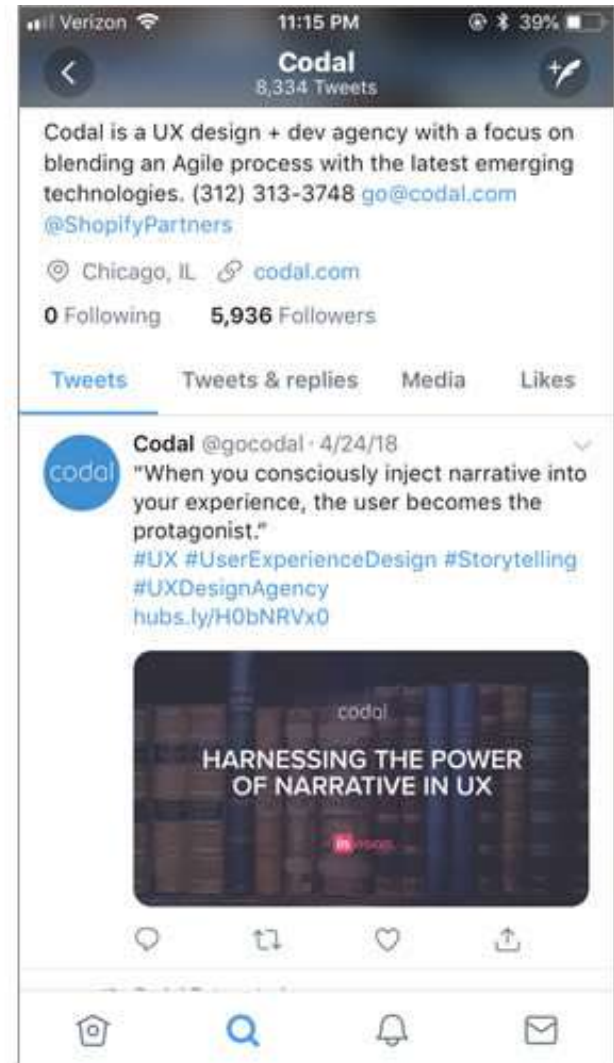 Verizon 11:15 PM 39%
Codal
8,334 Tweets
Codal is a UX design + dev agency with a focus on
blending an Agile process with the latest emerging
technologies. (312) 313-3748 go@codal.com
@ShopifyPartners
Chicago, IL codal.com
0 Following 5,936 Followers
Tweets Tweets & replies Media Likes
Codal @gocodal · 4/24/18
codal
"When you consciously inject narrative into
your experience, the user becomes the
protagonist."
#UX #UserExperienceDesign #Storytelling
#UXDesignAgency
hubs.ly/H0bNRVx0
codal
HARNESSING THE POWER
OF NARRATIVE IN UX
in